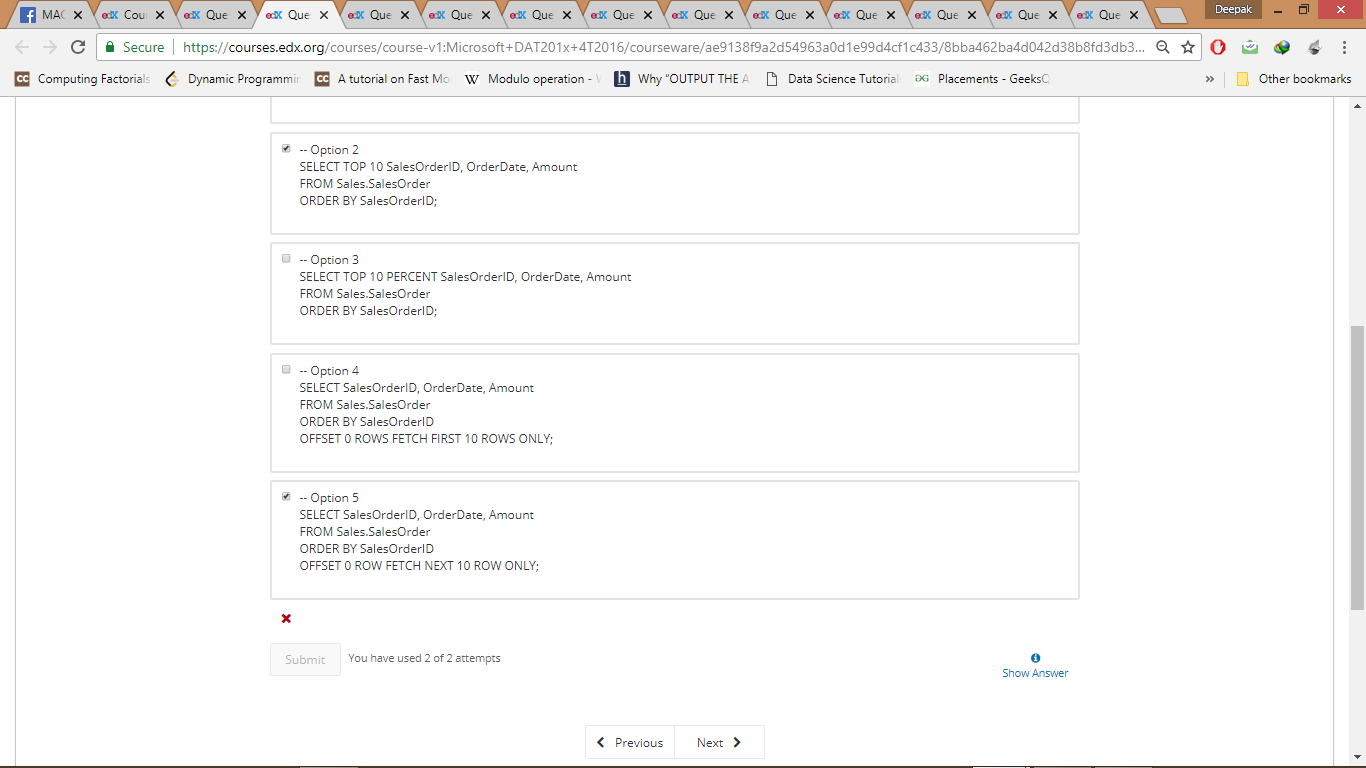 MAC
Cou
Que
Que
Que
Que
Que
Que
Que
Que
Que
Que
Que
Que
Deepak
Secure
https://courses.edx.org/courses/course-v1:Microsoft+DAT201x+4T2016/courseware/ae9138f9a2d54963a0d1e99d4cf1c433/8bba462ba4d042d38b8fd3db3...
Computing Factorials
Dynamic Programmin
A tutorial on Fast Mo
Modulo operation -
Why "OUTPUT THE A
Data Science Tutorial
Placements - GeeksQ
»
Other bookmarks
-- Option 2
SELECT TOP 10 SalesOrderID, OrderDate, Amount
FROM Sales.SalesOrder
ORDER BY SalesOrderID;
-- Option 3
SELECT TOP 10 PERCENT SalesOrderID, OrderDate, Amount
FROM Sales.SalesOrder
ORDER BY SalesOrderID;
-- Option 4
SELECT SalesOrderID, OrderDate, Amount
FROM Sales.SalesOrder
ORDER BY SalesOrderID
OFFSET 0 ROWS FETCH FIRST 10 ROWS ONLY;
-- Option 5
SELECT SalesOrderID, OrderDate, Amount
FROM Sales.SalesOrder
ORDER BY SalesOrderID
OFFSET 0 ROW FETCH NEXT 10 ROW ONLY;
Submit
You have used 2 of 2 attempts
Show Answer
Previous
Next